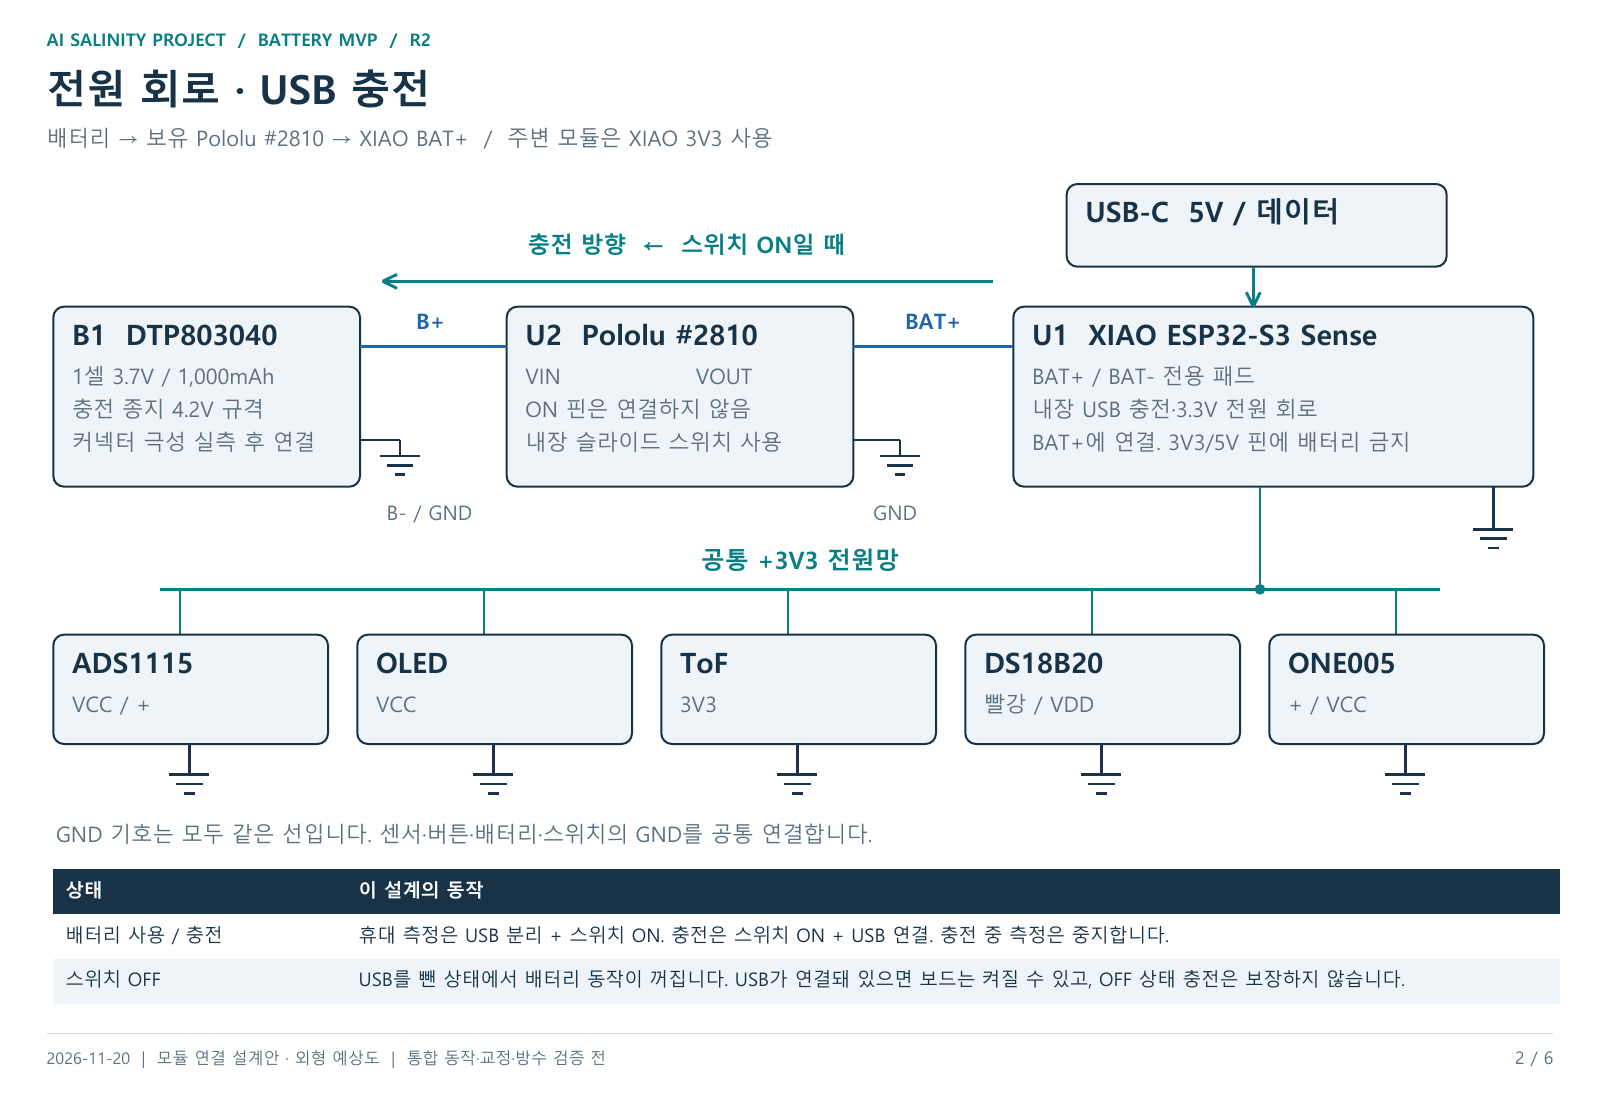 AI SALINITY PROJECT / BATTERY MVP / R2
전원 회로 · USB 충전
배터리 → 보유 Pololu #2810 → XIAO BAT+ / 주변 모듈은 XIAO 3V3 사용
USB-C 5V / 데이터
충전 방향 ← 스위치 ON일 때
B1 DTP803040
1셀 3.7V / 1,000mAh
충전 종지 4.2V 규격
커넥터 극성 실측 후 연결
B+
U2 Pololu #2810
VIN VOUT
ON 핀은 연결하지 않음
내장 슬라이드 스위치 사용
BAT+
U1 XIAO ESP32-S3 Sense
BAT+ / BAT- 전용 패드
내장 USB 충전·3.3V 전원 회로
BAT+에 연결. 3V3/5V 핀에 배터리 금지
B- / GND
GND
공통 +3V3 전원망
ADS1115
VCC / +
OLED
VCC
ToF
3V3
DS18B20
빨강 / VDD
ONE005
+ / VCC
GND 기호는 모두 같은 선입니다. 센서·버튼·배터리·스위치의 GND를 공통 연결합니다.
상태 이 설계의 동작
배터리 사용 / 충전 휴대 측정은 USB 분리 + 스위치 ON. 충전은 스위치 ON + USB 연결. 충전 중 측정은 중지합니다.
스위치 OFF USB를 뺀 상태에서 배터리 동작이 꺼집니다. USB가 연결돼 있으면 보드는 켜질 수 있고, OFF 상태 충전은 보장하지 않습니다.
2026-11-20 | 모듈 연결 설계안 · 외형 예상도 | 통합 동작·교정·방수 검증 전
2 / 6